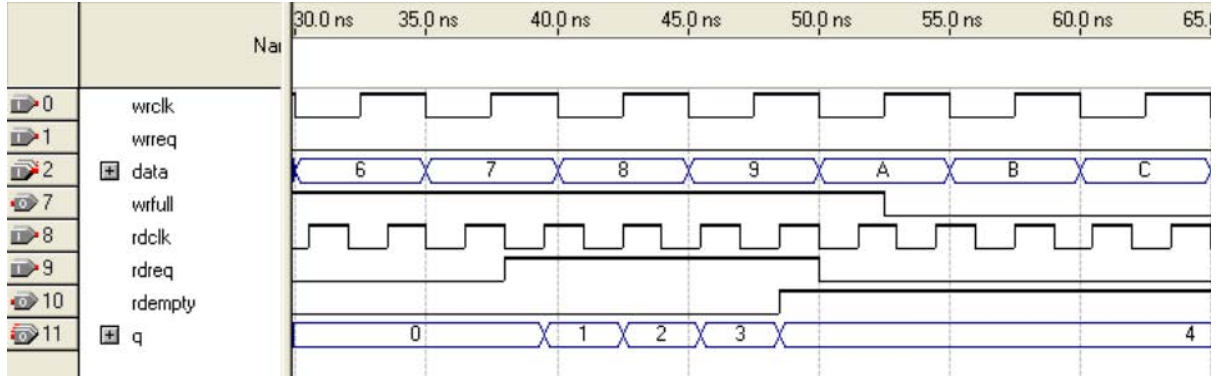 30.0 ns 35.0 ns 40.0 ns 45.0 ns 50.0 ns 55.0 ns 60.0 ns 65.
Nar
0 wrclk
1 wrreq
2 data 6 7 8 9 A B C
7 wrfull
8 rdclk
9 rdreq
10 rdempty
11 q 0 1 2 3 4